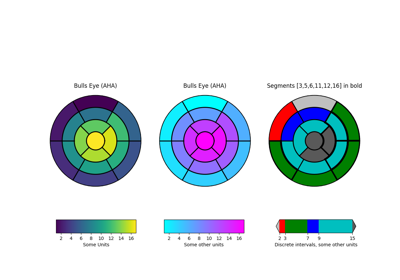 Bulls Eye (AHA)
Bulls Eye (AHA)
Segments [3,5,6,11,12,16] in bold
2 4 6 8 10 12 14 16
Some Units
2 4 6 8 10 12 14 16
Some other units
2 3 7 9 15
Discrete intervals, some other units